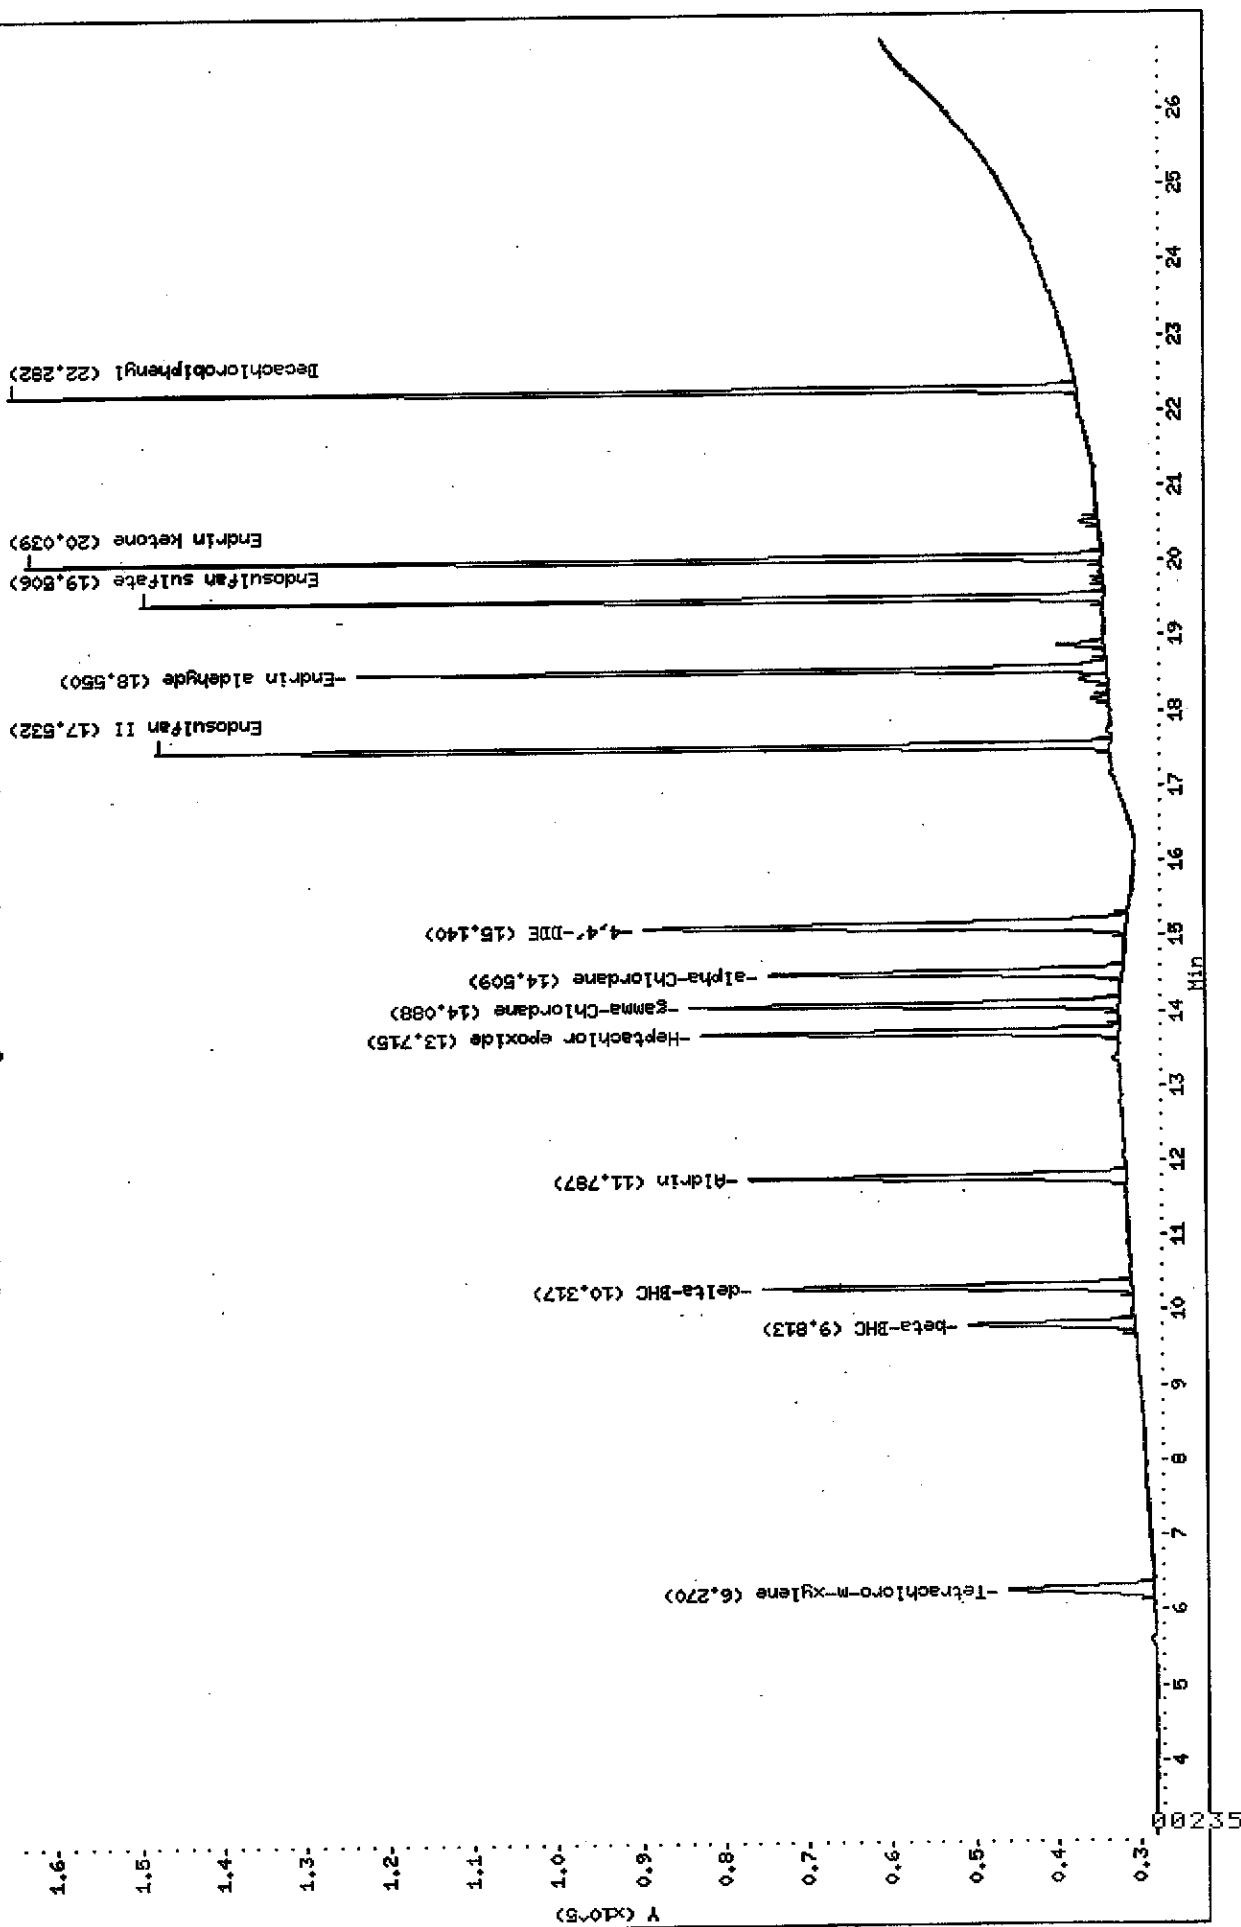 Y (x10^5)
1.6-
1.5-
1.4-
1.3-
1.2-
1.1-
1.0-
0.9-
0.8-
0.7-
0.6-
0.5-
0.4-
0.3-
-Tetrachloro-m-xylene (6.270)
-beta-BHC (9.813)
-delta-BHC (10.317)
-Aldrin (11.787)
-Heptachlor epoxide (13.715)
-gamma-Chlordane (14.088)
-alpha-Chlordane (14.509)
-4,4'-DDE (15.140)
Endosulfan II (17.532)
-Endrin aldehyde (18.550)
Endosulfan sulfate (19.506)
Endrin ketone (20.039)
Decachlorobiphenyl (22.282)
4 5 6 7 8 9 10 11 12 13 14 15 16 17 18 19 20 21 22 23 24 25 26
Min
00235